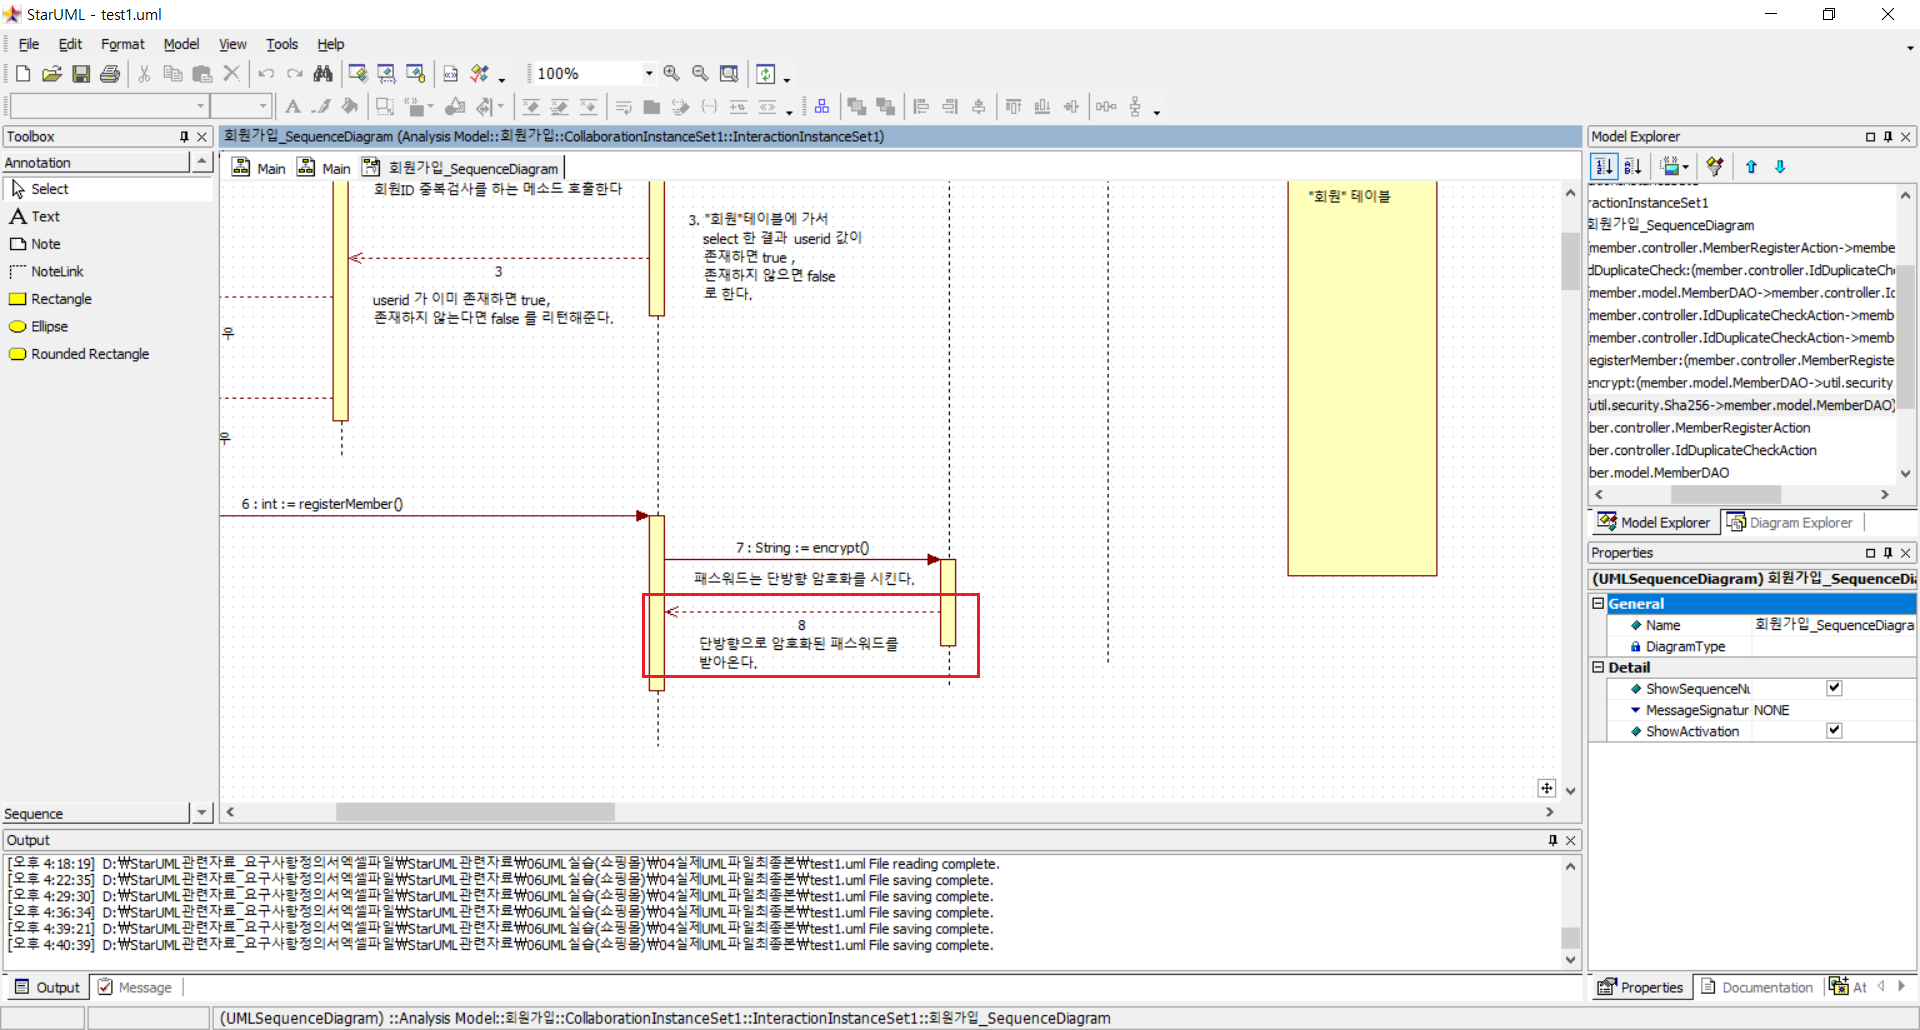 StarUML - test1.uml
File Edit Format Model View Tools Help
100%
Toolbox
Annotation
Select
Text
Note
NoteLink
Rectangle
Ellipse
Rounded Rectangle
Sequence
회원가입_SequenceDiagram (Analysis Model::회원가입::CollaborationInstanceSet1::InteractionInstanceSet1)
Main Main 회원가입_SequenceDiagram
회원ID 중복검사를 하는 메소드 호출한다
3. "회원"테이블에 가서
select 한 결과 userid 값이
존재하면 true ,
존재하지 않으면 false
로 한다.
3
userid 가 이미 존재하면 true,
존재하지 않는다면 false 를 리턴해준다.
우
우
"회원" 테이블
6 : int := registerMember()
7 : String := encrypt()
패스워드는 단방향 암호화를 시킨다.
8
단방향으로 암호화된 패스워드를
받아온다.
Model Explorer
ractionInstanceSet1
회원가입_SequenceDiagram
(member.controller.MemberRegisterAction->membe
dDuplicateCheck:(member.controller.IdDuplicateChe
(member.model.MemberDAO->member.controller.Id
(member.controller.IdDuplicateCheckAction->memb
(member.controller.IdDuplicateCheckAction->memb
egisterMember:(member.controller.MemberRegiste
encrypt:(member.model.MemberDAO->util.security.
(util.security.Sha256->member.model.MemberDAO)
ber.controller.MemberRegisterAction
ber.controller.IdDuplicateCheckAction
ber.model.MemberDAO
Model Explorer Diagram Explorer
Properties
(UMLSequenceDiagram) 회원가입_SequenceDi
General
Name 회원가입_SequenceDiagra
DiagramType
Detail
ShowSequenceNu
MessageSignatur NONE
ShowActivation
Output
[오후 4:18:19] D:₩StarUML관련자료_요구사항정의서엑셀파일₩StarUML관련자료₩06UML실습(쇼핑몰)₩04실제UML파일최종본₩test1.uml File reading complete.
[오후 4:22:35] D:₩StarUML관련자료_요구사항정의서엑셀파일₩StarUML관련자료₩06UML실습(쇼핑몰)₩04실제UML파일최종본₩test1.uml File saving complete.
[오후 4:29:30] D:₩StarUML관련자료_요구사항정의서엑셀파일₩StarUML관련자료₩06UML실습(쇼핑몰)₩04실제UML파일최종본₩test1.uml File saving complete.
[오후 4:36:34] D:₩StarUML관련자료_요구사항정의서엑셀파일₩StarUML관련자료₩06UML실습(쇼핑몰)₩04실제UML파일최종본₩test1.uml File saving complete.
[오후 4:39:21] D:₩StarUML관련자료_요구사항정의서엑셀파일₩StarUML관련자료₩06UML실습(쇼핑몰)₩04실제UML파일최종본₩test1.uml File saving complete.
[오후 4:40:39] D:₩StarUML관련자료_요구사항정의서엑셀파일₩StarUML관련자료₩06UML실습(쇼핑몰)₩04실제UML파일최종본₩test1.uml File saving complete.
Output Message
Properties Documentation At
(UMLSequenceDiagram) ::Analysis Model::회원가입::CollaborationInstanceSet1::InteractionInstanceSet1::회원가입_SequenceDiagram